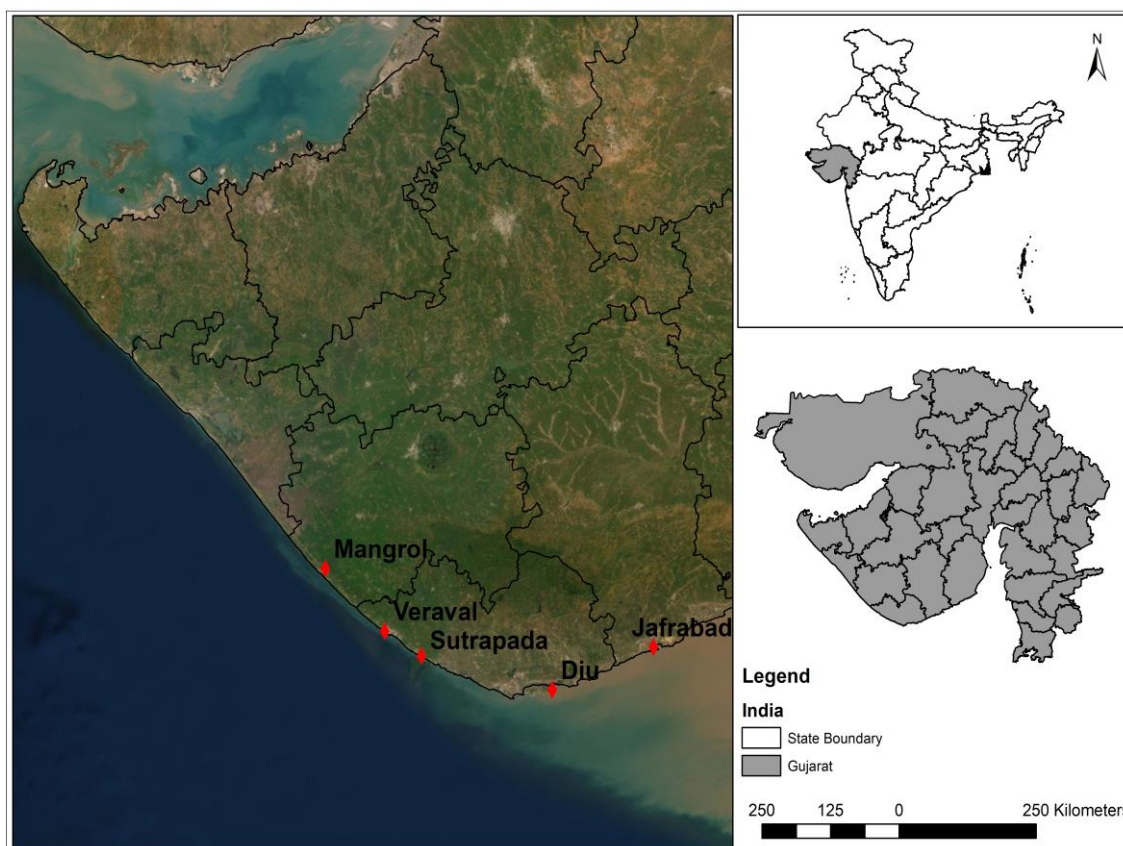 Mangrol
Veraval
Sutrapada
Jafrabad
Diu
N
Legend
India
State Boundary
Gujarat
250 125 0 250 Kilometers